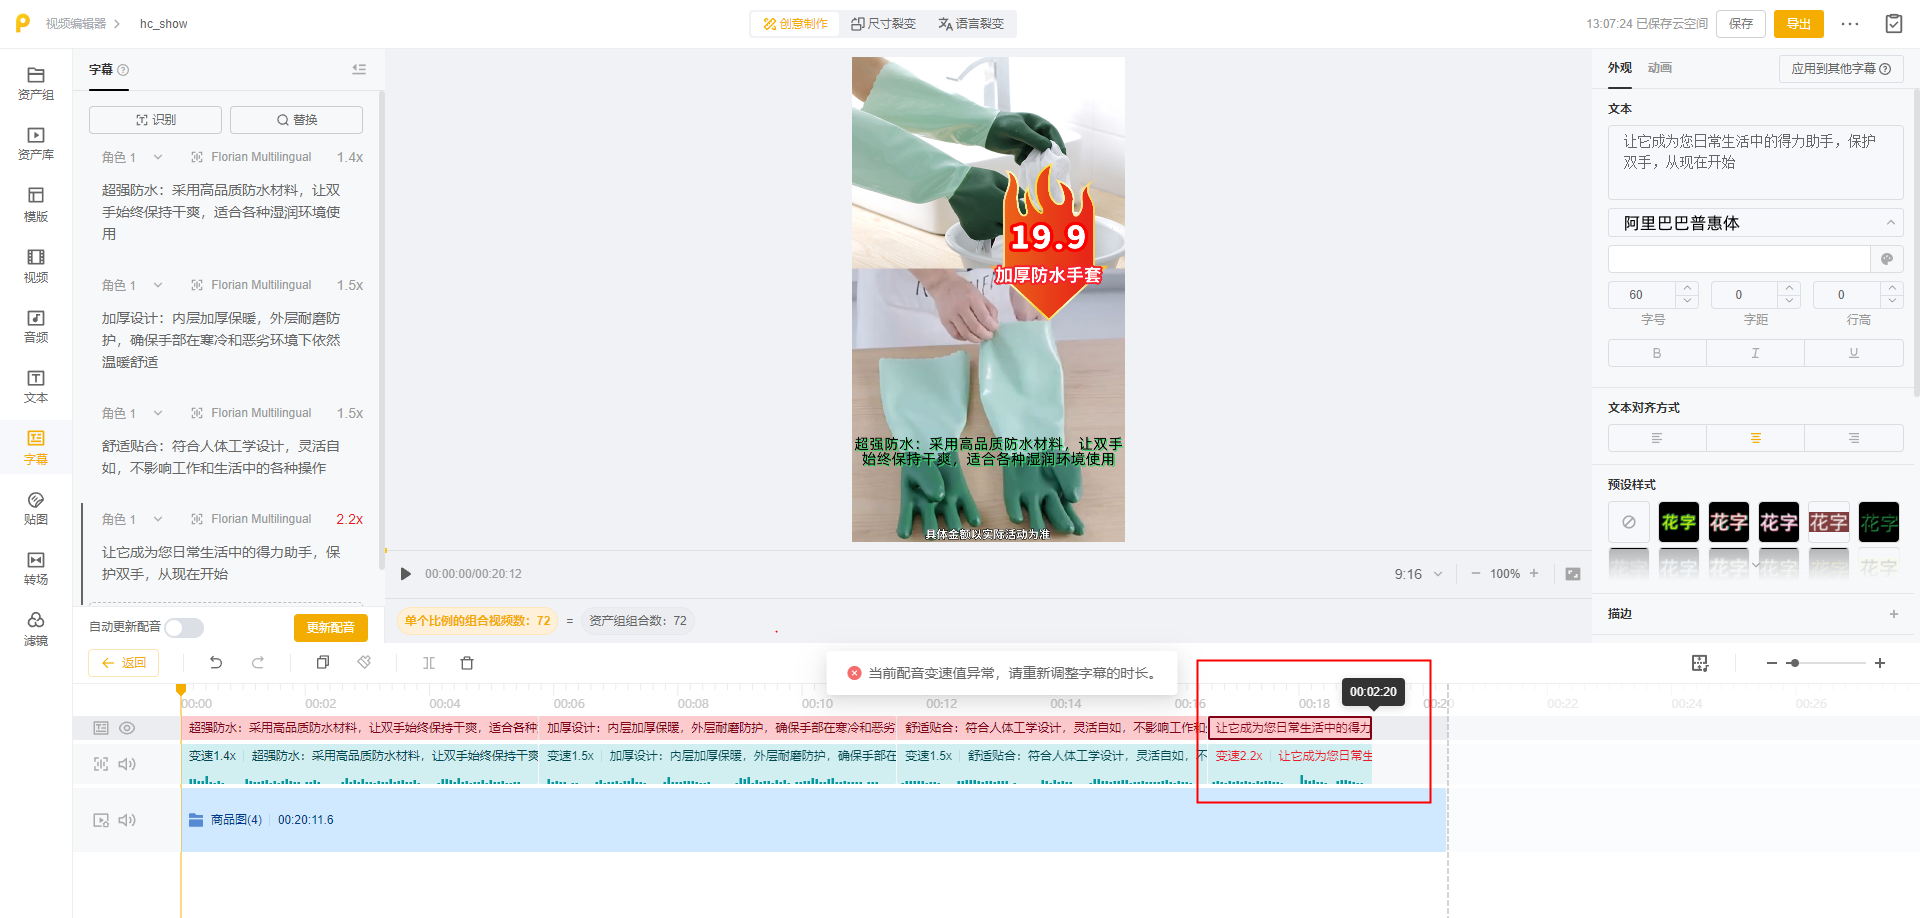 视频编辑器
hc_show
创意制作
尺寸裂变
语言裂变
13:07:24 已保存云空间
保存
导出
资产组
资产库
模版
视频
音频
文本
字幕
贴图
转场
滤镜
字幕
识别
替换
角色 1
Florian Multilingual
1.4x
超强防水：采用高品质防水材料，让双
手始终保持干爽，适合各种湿润环境使
用
角色 1
Florian Multilingual
1.5x
加厚设计：内层加厚保暖，外层耐磨防
护，确保手部在寒冷和恶劣环境下依然
温暖舒适
角色 1
Florian Multilingual
1.5x
舒适贴合：符合人体工学设计，灵活自
如，不影响工作和生活中的各种操作
角色 1
Florian Multilingual
2.2x
让它成为您日常生活中的得力助手，保
护双手，从现在开始
自动更新配音
更新配音
19.9
加厚防水手套
超强防水：采用高品质防水材料，让双手
始终保持干爽，适合各种湿润环境使用
具体金额以实际活动为准
00:00:00/00:20:12
9:16
100%
单个比例的组合视频数：72
=
资产组组合数：72
外观
动画
应用到其他字幕
文本
让它成为您日常生活中的得力助手，保护
双手，从现在开始
阿里巴巴普惠体
60
0
0
字号
字距
行高
B
I
U
文本对齐方式
预设样式
花字
花字
花字
花字
花字
花字
花字
花字
花字
花字
花字
描边
返回
当前配音变速值异常，请重新调整字幕的时长。
00:02:20
00:00
00:02
00:04
00:06
00:08
00:10
00:12
00:14
00:16
00:18
00:20
00:22
00:24
00:26
超强防水：采用高品质防水材料，让双手始终保持干爽，适合各种
加厚设计：内层加厚保暖，外层耐磨防护，确保手部在寒冷和恶劣
舒适贴合：符合人体工学设计，灵活自如，不影响工作和
让它成为您日常生活中的得力
变速1.4x
超强防水：采用高品质防水材料，让双手始终保持干爽
变速1.5x
加厚设计：内层加厚保暖，外层耐磨防护，确保手部在
变速1.5x
舒适贴合：符合人体工学设计，灵活自如，不
变速2.2x
让它成为您日常生
商品图(4)
00:20:11.6